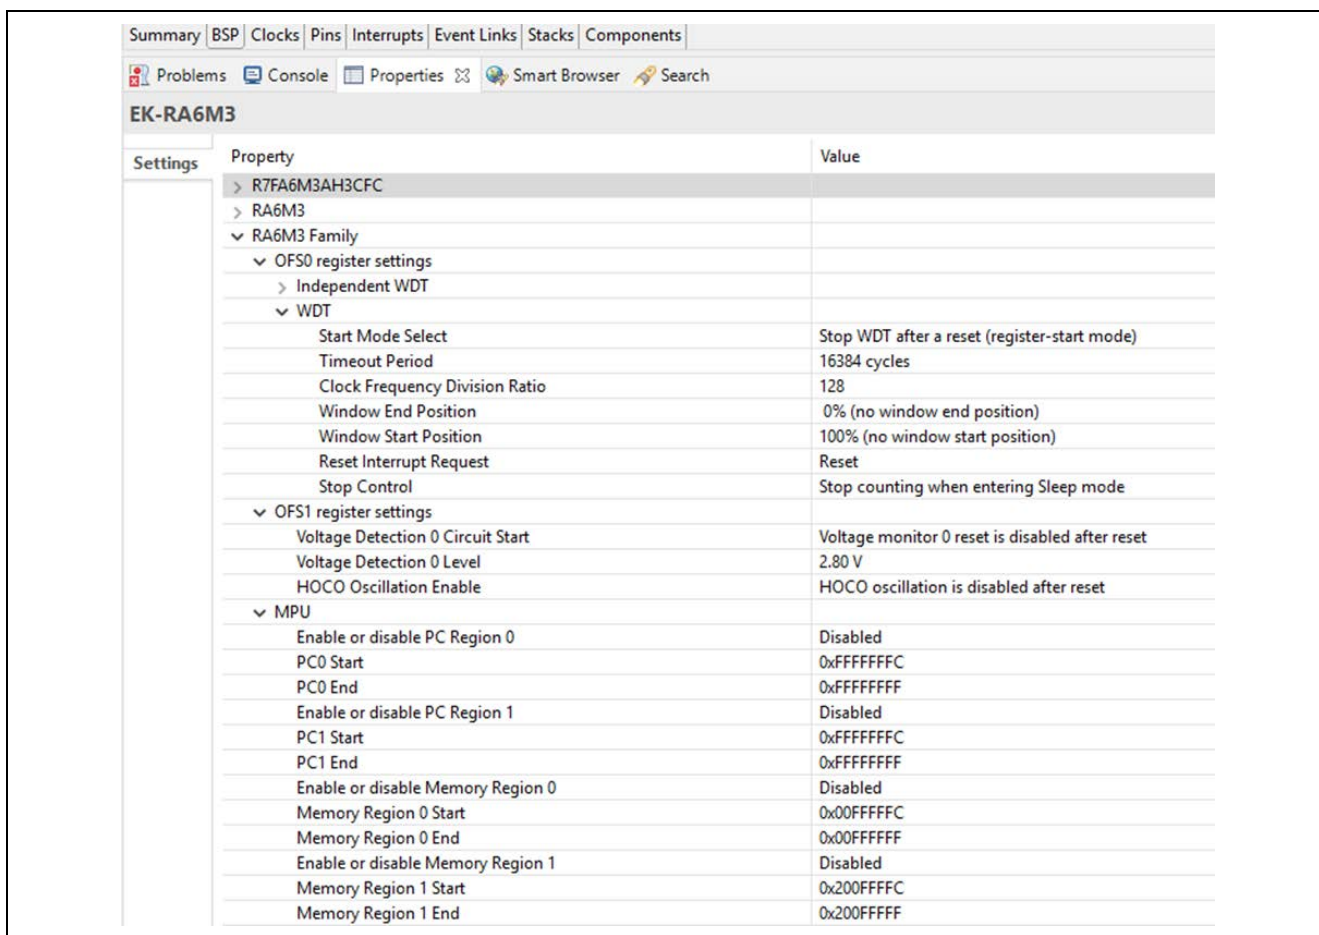 Summary BSP Clocks Pins Interrupts Event Links Stacks Components
Problems Console Properties Smart Browser Search
EK-RA6M3
Settings
Property Value
R7FA6M3AH3CFC
RA6M3
RA6M3 Family
OFS0 register settings
Independent WDT
WDT
Start Mode Select Stop WDT after a reset (register-start mode)
Timeout Period 16384 cycles
Clock Frequency Division Ratio 128
Window End Position 0% (no window end position)
Window Start Position 100% (no window start position)
Reset Interrupt Request Reset
Stop Control Stop counting when entering Sleep mode
OFS1 register settings
Voltage Detection 0 Circuit Start Voltage monitor 0 reset is disabled after reset
Voltage Detection 0 Level 2.80 V
HOCO Oscillation Enable HOCO oscillation is disabled after reset
MPU
Enable or disable PC Region 0 Disabled
PC0 Start 0xFFFFFFFC
PC0 End 0xFFFFFFFF
Enable or disable PC Region 1 Disabled
PC1 Start 0xFFFFFFFC
PC1 End 0xFFFFFFFF
Enable or disable Memory Region 0 Disabled
Memory Region 0 Start 0x00FFFFFC
Memory Region 0 End 0x00FFFFFF
Enable or disable Memory Region 1 Disabled
Memory Region 1 Start 0x200FFFFC
Memory Region 1 End 0x200FFFFF